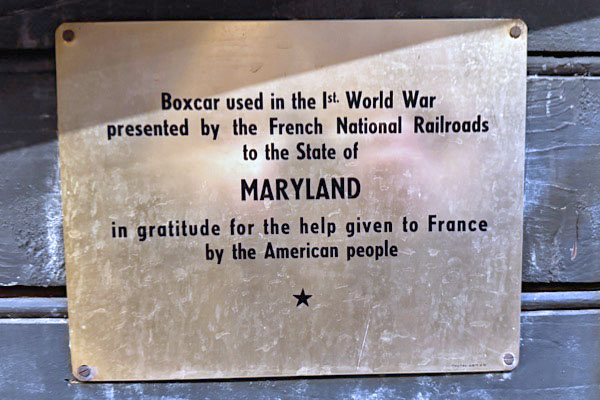 Boxcar used in the 1st. World War
presented by the French National Railroads
to the State of
MARYLAND
in gratitude for the help given to France
by the American people